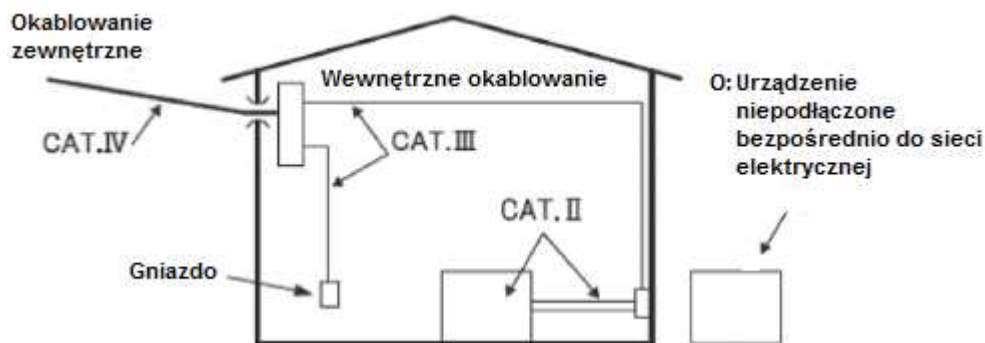 Okablowanie
zewnętrzne
Wewnętrzne okablowanie
O: Urządzenie
niepodłączone
bezpośrednio do sieci
elektrycznej
CAT.IV
CAT.III
CAT.II
Gniazdo